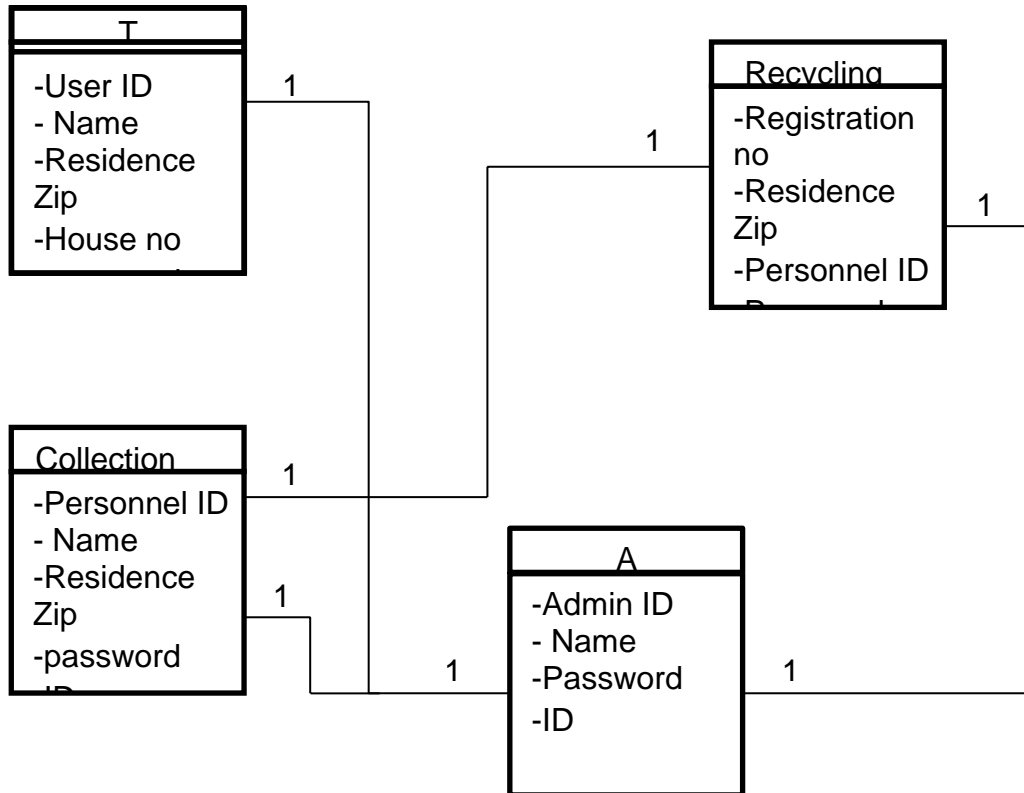 T
-User ID
- Name
-Residence
Zip
-House no
1
Recycling
-Registration
no
-Residence
Zip
-Personnel ID
1
1
Collection
-Personnel ID
- Name
-Residence
Zip
-password
1
1
A
-Admin ID
- Name
-Password
-ID
1
1